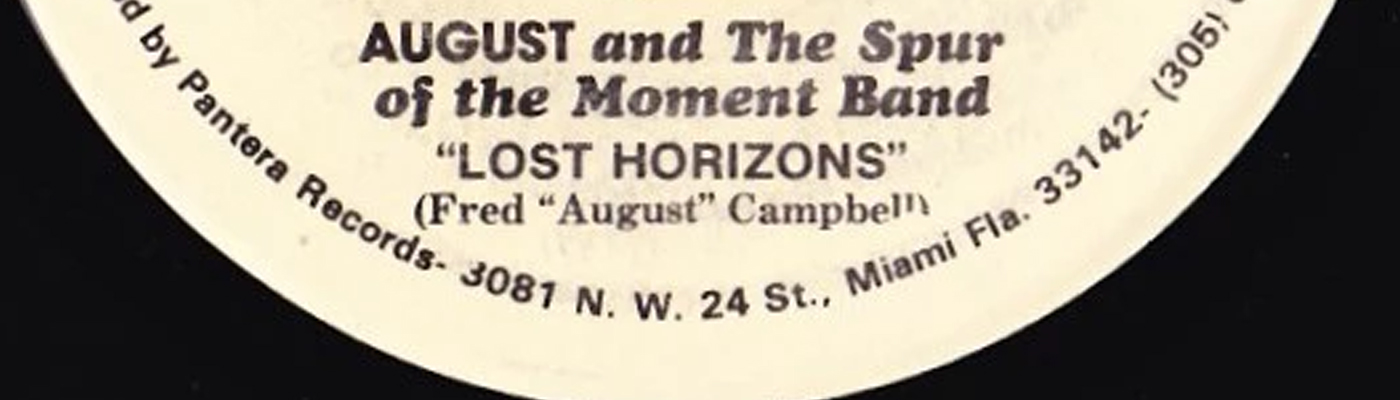 AUGUST and The Spur
of the Moment Band
"LOST HORIZONS"
(Fred "August" Campbell)
by Pantera Records- 3081 N. W. 24 St., Miami Fla. 33142- (305)